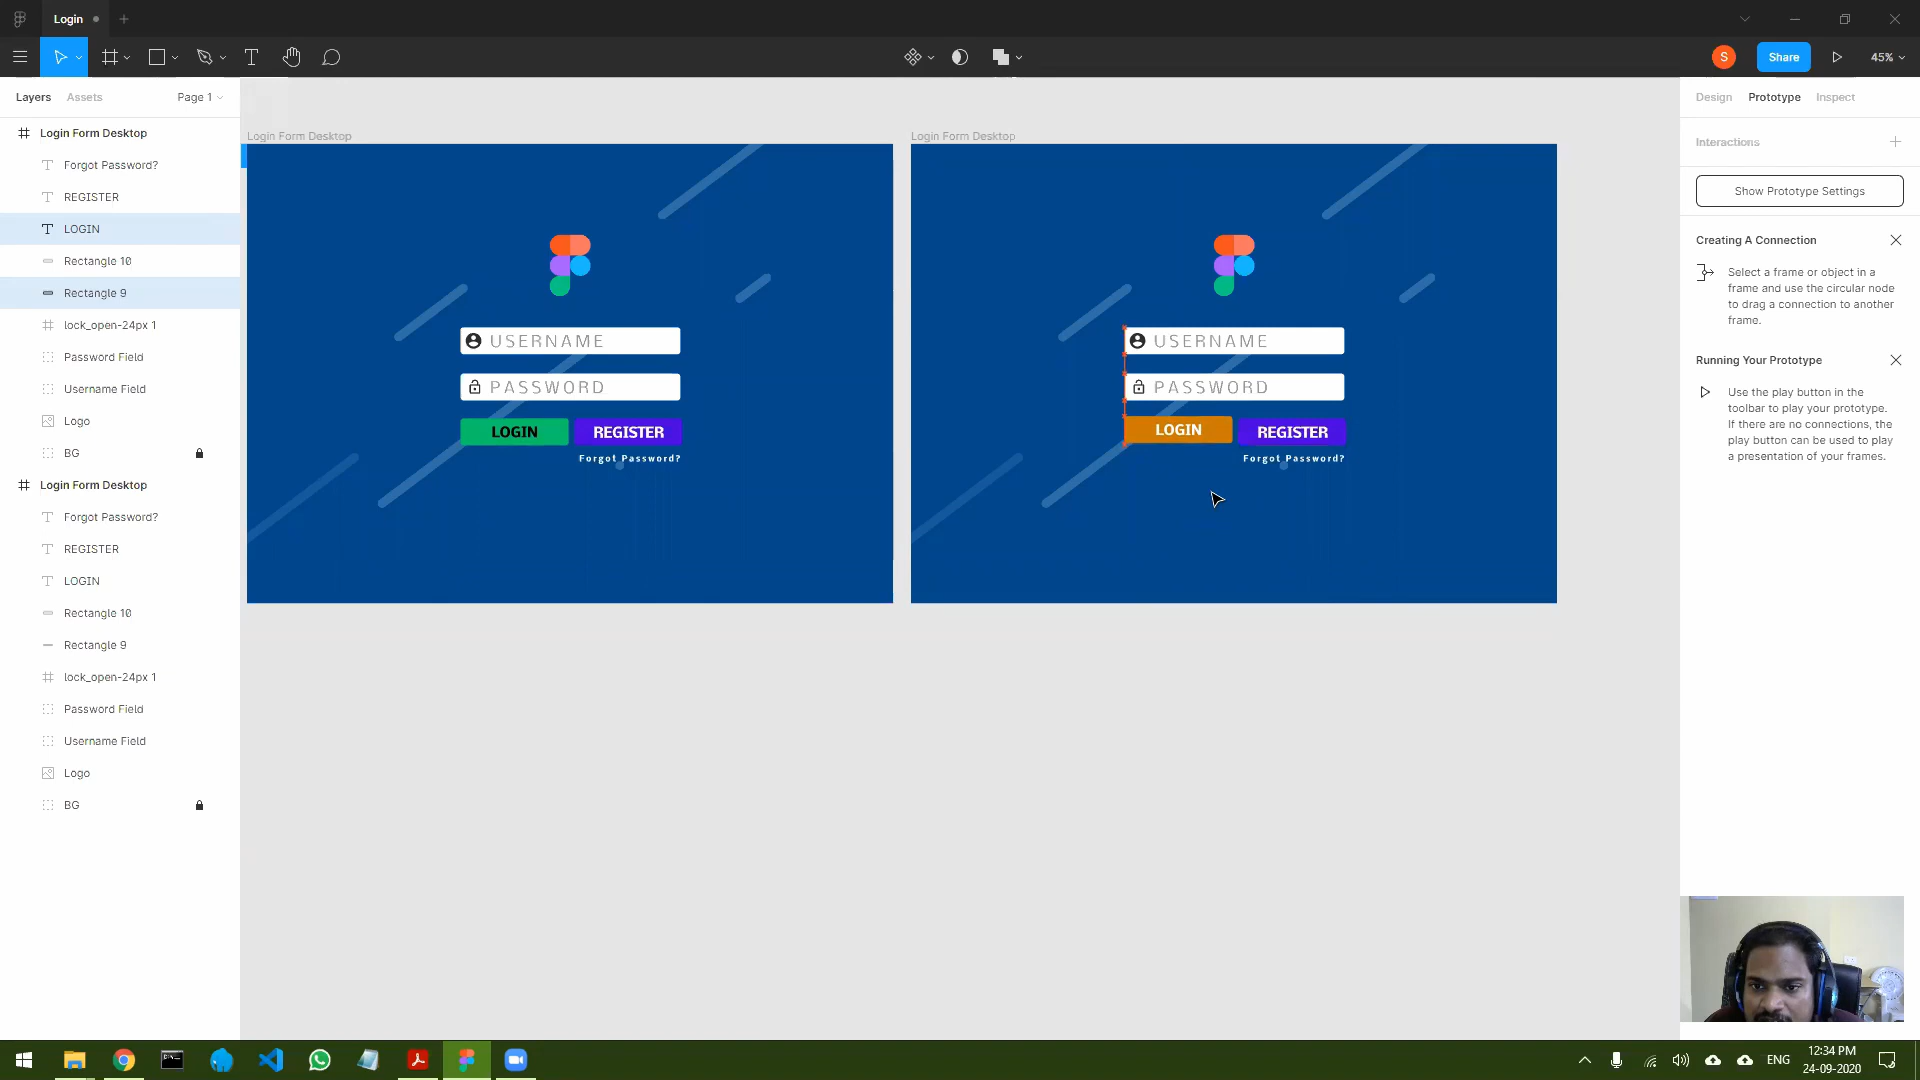 Login
S
Share
45%
Layers
Assets
Page 1
Design
Prototype
Inspect
Login Form Desktop
Forgot Password?
REGISTER
LOGIN
Rectangle 10
Rectangle 9
lock_open-24px 1
Password Field
Username Field
Logo
BG
Login Form Desktop
Forgot Password?
REGISTER
LOGIN
Rectangle 10
Rectangle 9
lock_open-24px 1
Password Field
Username Field
Logo
BG
Login Form Desktop
USERNAME
PASSWORD
LOGIN
REGISTER
Forgot Password?
Login Form Desktop
USERNAME
PASSWORD
LOGIN
REGISTER
Forgot Password?
Interactions
Show Prototype Settings
Creating A Connection
Select a frame or object in a
frame and use the circular node
to drag a connection to another
frame.
Running Your Prototype
Use the play button in the
toolbar to play your prototype.
If there are no connections, the
play button can be used to play
a presentation of your frames.
ENG
12:34 PM
24-09-2020